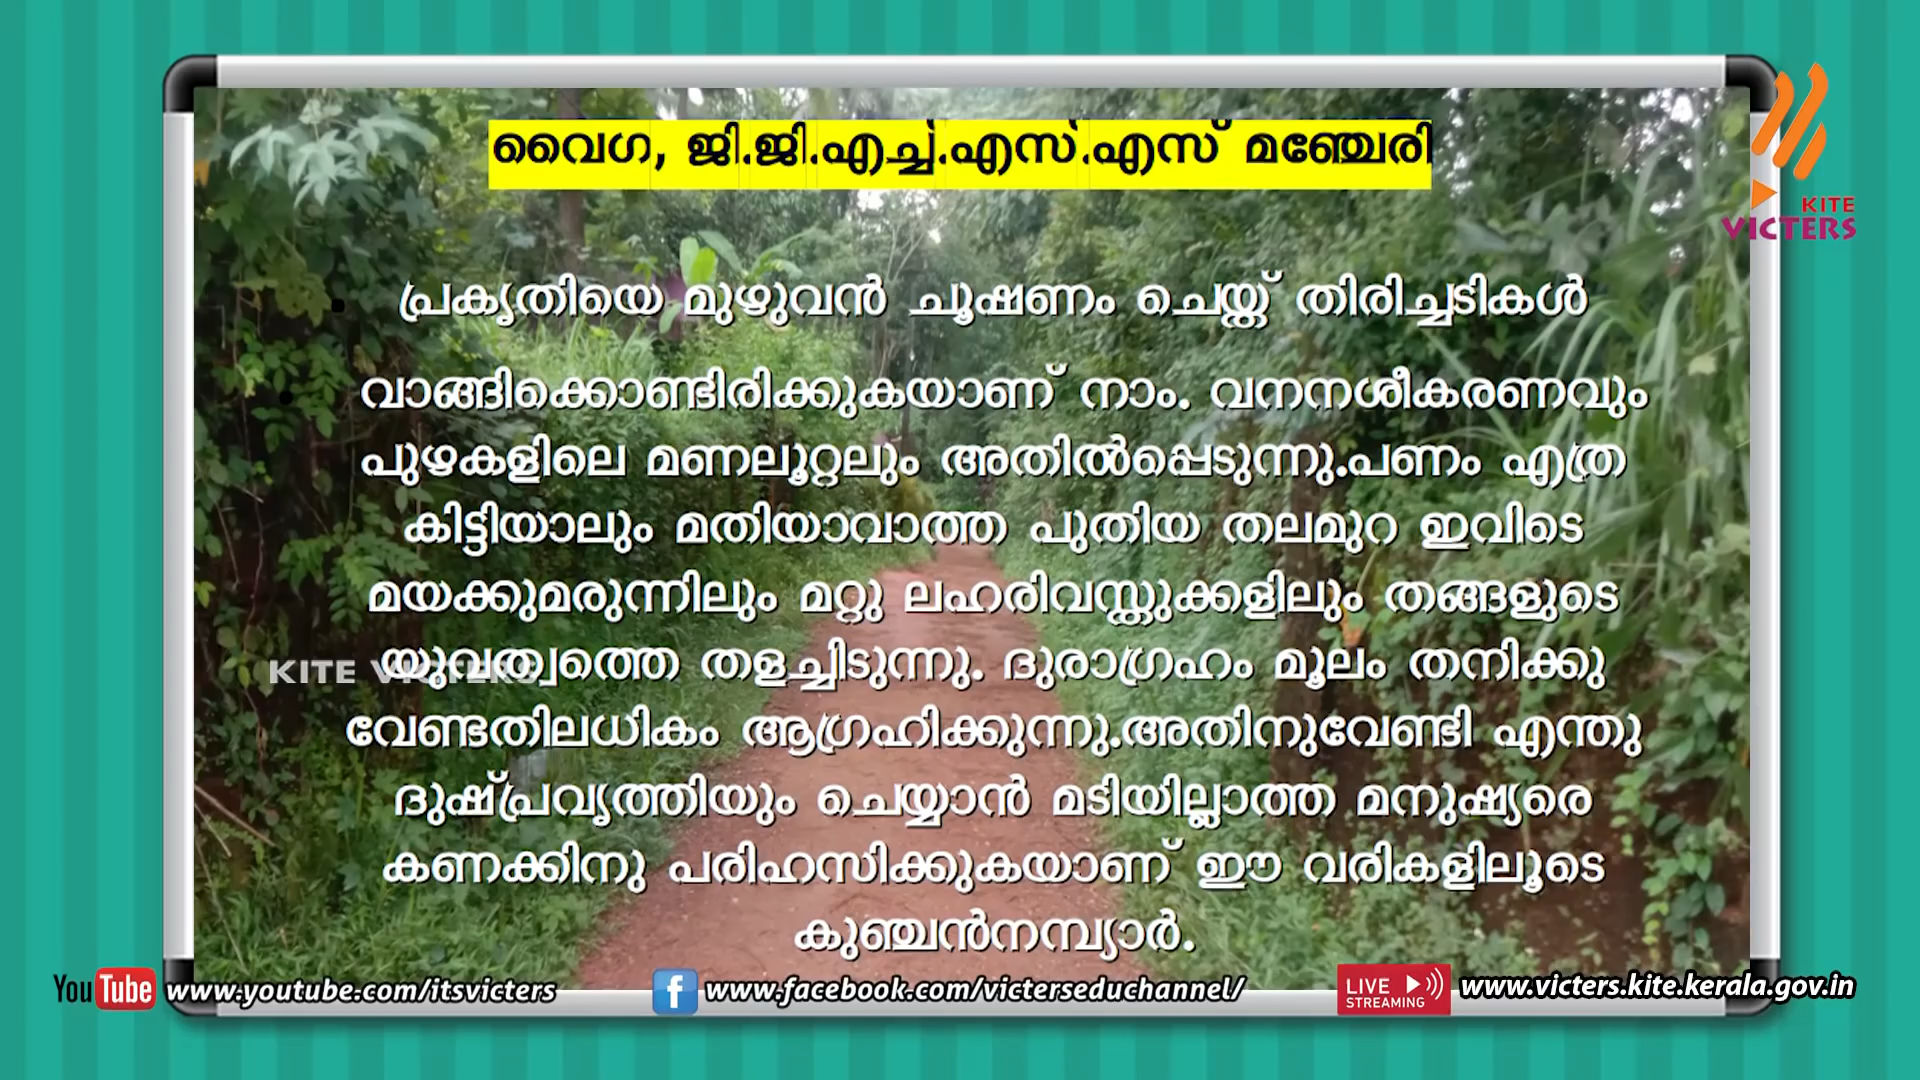 വൈഗ, ജി.ജി.എച്ച്.എസ്.എസ് മഞ്ചേരി
KITE
VICTERS
പ്രകൃതിയെ മുഴുവൻ ചൂഷണം ചെയ്ത് തിരിച്ചടികൾ
വാങ്ങിക്കൊണ്ടിരിക്കുകയാണ് നാം. വനനശീകരണവും
പുഴകളിലെ മണലൂറ്റലും അതിൽപ്പെടുന്നു.പണം എത്ര
കിട്ടിയാലും മതിയാവാത്ത പുതിയ തലമുറ ഇവിടെ
മയക്കുമരുന്നിലും മറ്റു ലഹരിവസ്തുക്കളിലും തങ്ങളുടെ
യുവത്വത്തെ തളച്ചിടുന്നു. ദുരാഗ്രഹം മൂലം തനിക്കു
KITE VICTERS
വേണ്ടതിലധികം ആഗ്രഹിക്കുന്നു.അതിനുവേണ്ടി എന്തു
ദുഷ്പ്രവൃത്തിയും ചെയ്യാൻ മടിയില്ലാത്ത മനുഷ്യരെ
കണക്കിനു പരിഹസിക്കുകയാണ് ഈ വരികളിലൂടെ
കുഞ്ചൻനമ്പ്യാർ.
YouTube www.youtube.com/itsvicters
f www.facebook.com/victerseduchannel/
LIVE STREAMING www.victers.kite.kerala.gov.in